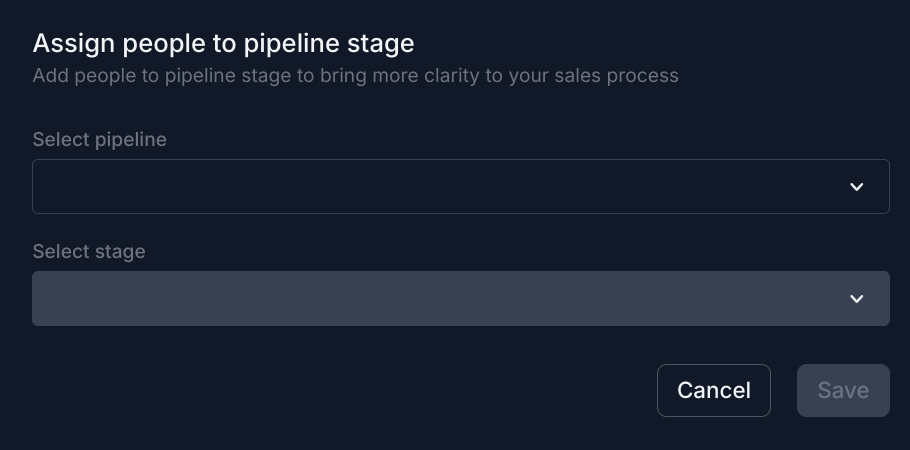 Assign people to pipeline stage
Add people to pipeline stage to bring more clarity to your sales process
Select pipeline
Select stage
Cancel
Save